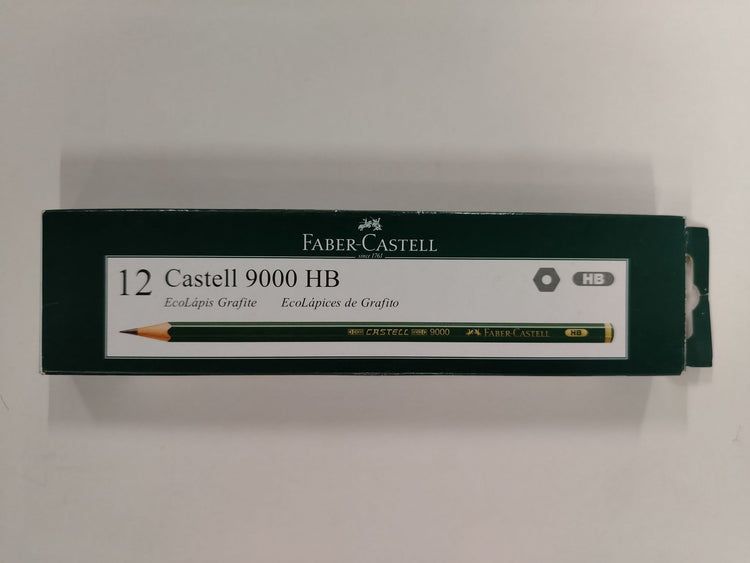 FABER-CASTELL
since 1761
12 Castell 9000 HB
HB
EcoLápis Grafite EcoLápices de Grafito
CASTELL 9000 FABER-CASTELL HB